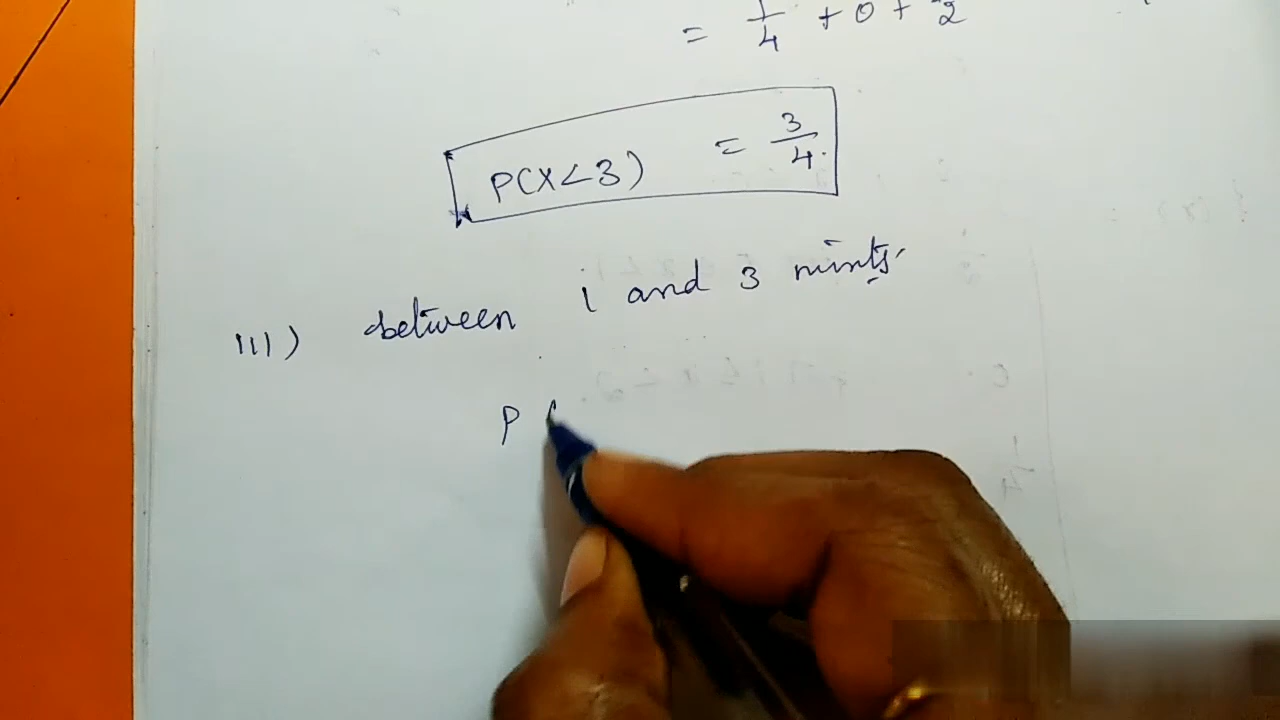 = 1/4 + 0 + 1/2
P(X<3) = 3/4.
iii) between 1 and 3 mints.
P (